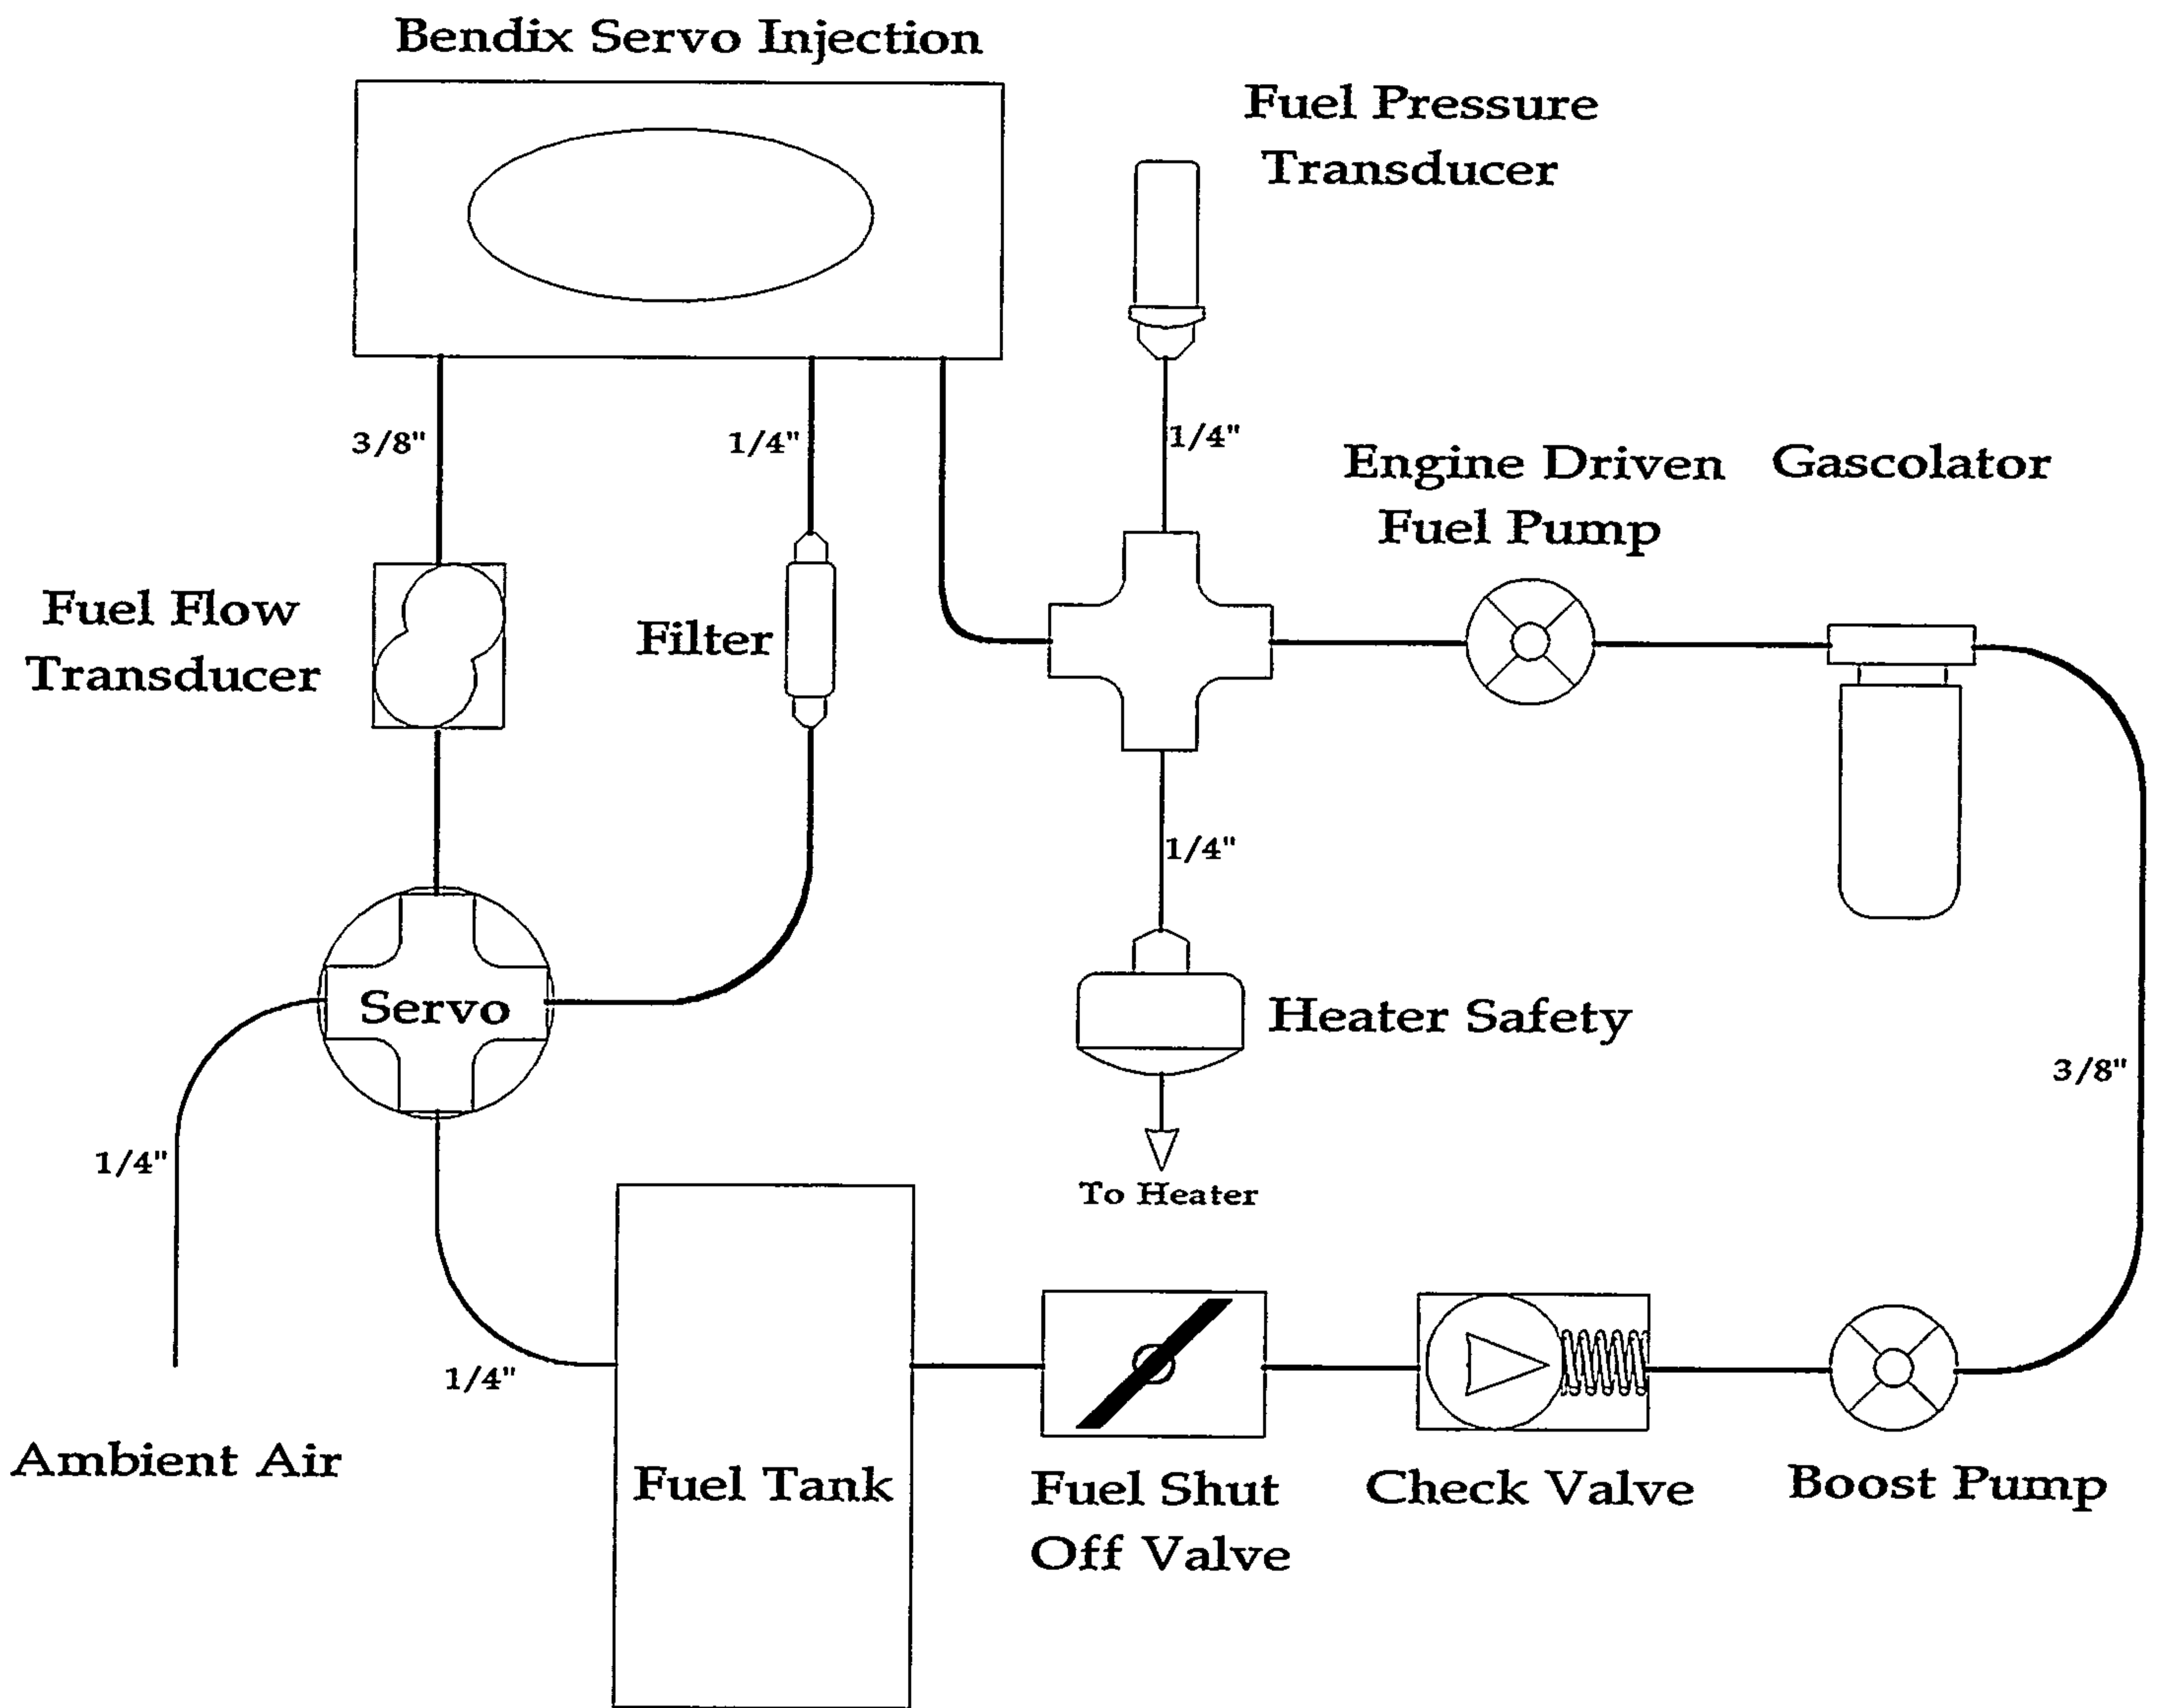 Bendix Servo Injection
Fuel Pressure
Transducer
3/8"
1/4"
1/4"
Engine Driven
Fuel Pump
Gascolator
Fuel Flow
Transducer
Filter
1/4"
Servo
Heater Safety
3/8"
1/4"
To Heater
1/4"
Ambient Air
Fuel Tank
Fuel Shut
Off Valve
Check Valve
Boost Pump